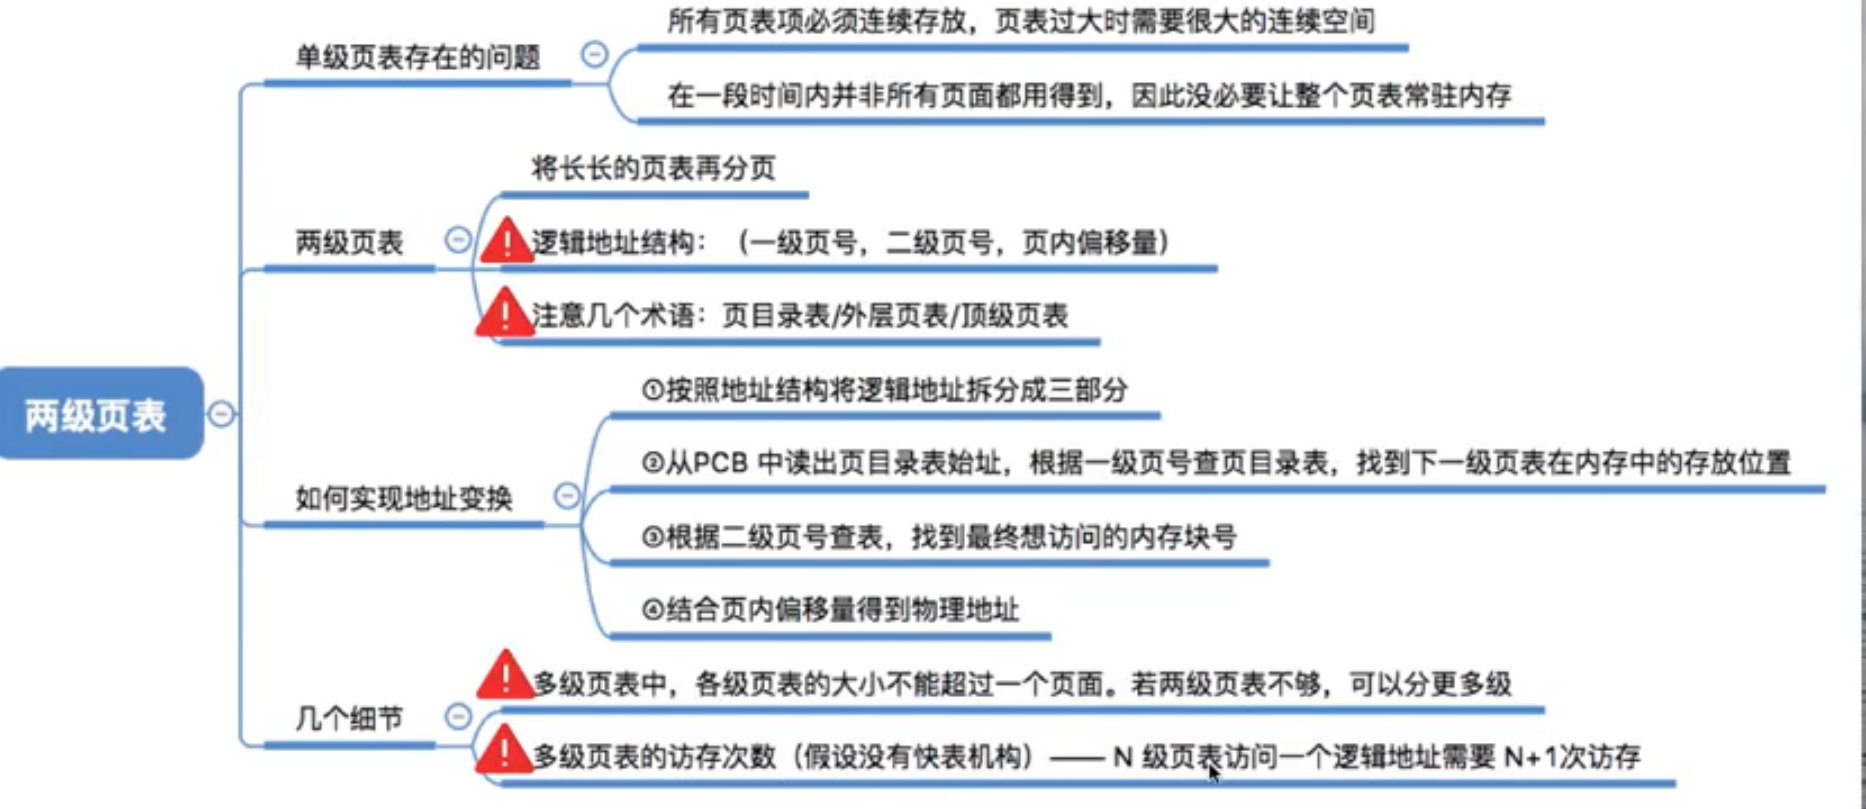 两级页表
单级页表存在的问题
所有页表项必须连续存放，页表过大时需要很大的连续空间
在一段时间内并非所有页面都用得到，因此没必要让整个页表常驻内存
两级页表
将长长的页表再分页
逻辑地址结构：（一级页号，二级页号，页内偏移量）
注意几个术语：页目录表/外层页表/顶级页表
如何实现地址变换
①按照地址结构将逻辑地址拆分成三部分
②从PCB 中读出页目录表始址，根据一级页号查页目录表，找到下一级页表在内存中的存放位置
③根据二级页号查表，找到最终想访问的内存块号
④结合页内偏移量得到物理地址
几个细节
多级页表中，各级页表的大小不能超过一个页面。若两级页表不够，可以分更多级
多级页表的访存次数（假设没有快表机构）—— N 级页表访问一个逻辑地址需要 N+1次访存